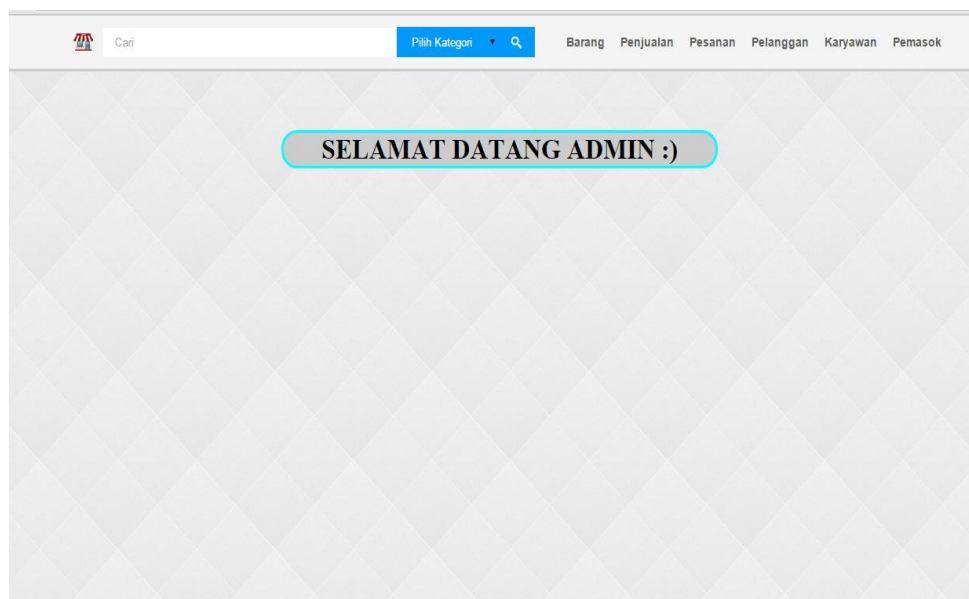 Cari Pilih Kategori Barang Penjualan Pesanan Pelanggan Karyawan Pemasok
SELAMAT DATANG ADMIN :)